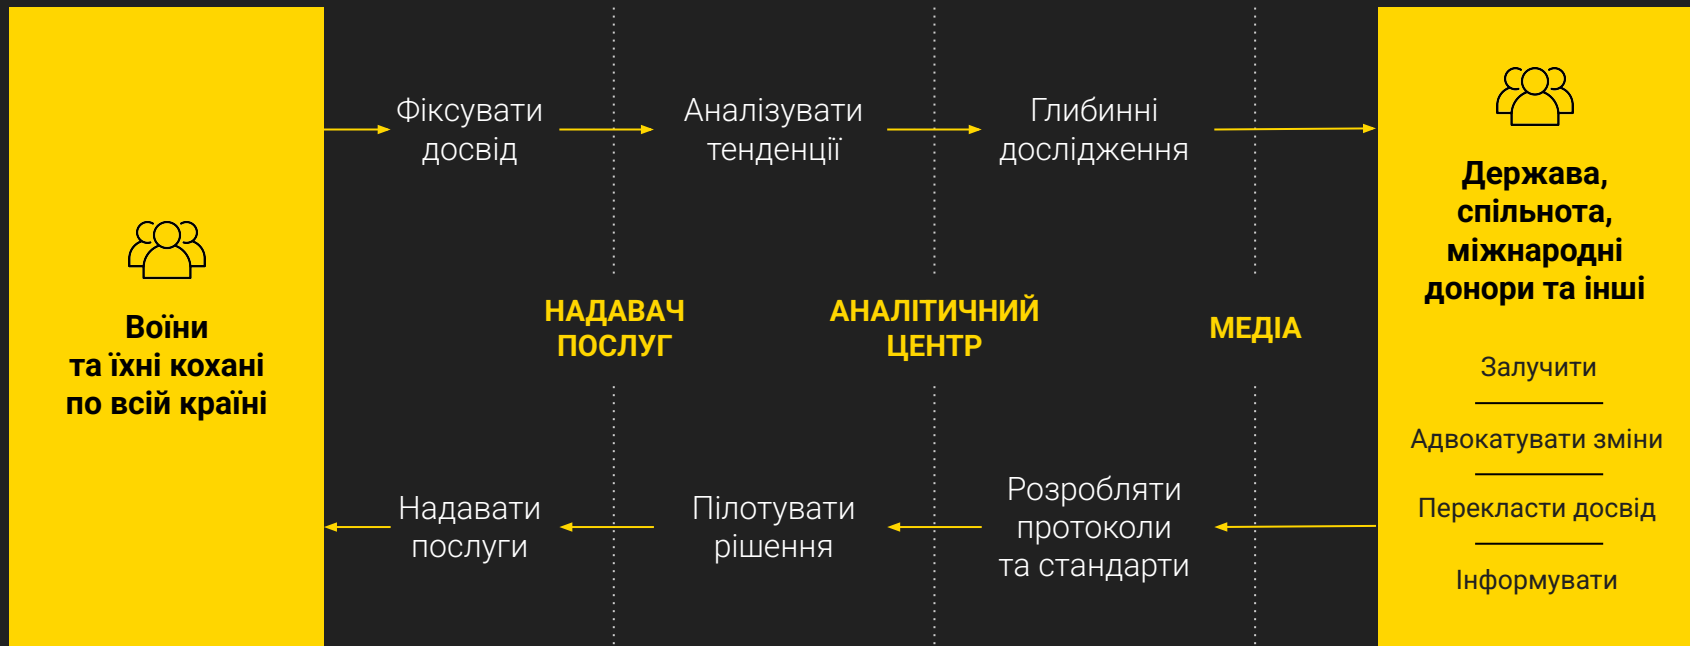 Воїни
та їхні кохані
по всій країні
Фіксувати
досвід
Аналізувати
тенденції
Глибинні
дослідження
НАДАВАЧ
ПОСЛУГ
АНАЛІТИЧНИЙ
ЦЕНТР
МЕДІА
Надавати
послуги
Пілотувати
рішення
Розробляти
протоколи
та стандарти
Держава,
спільнота,
міжнародні
донори та інші
Залучити
Адвокатувати зміни
Перекласти досвід
Інформувати